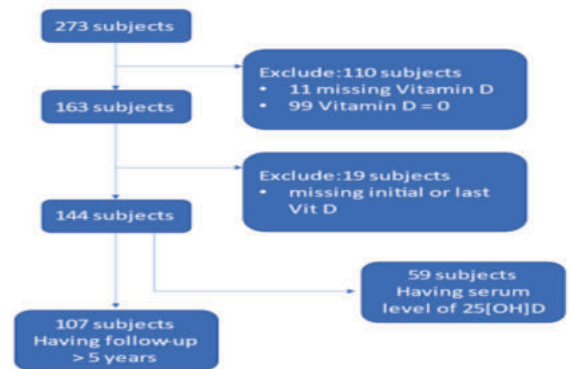 273 subjects
Exclude:110 subjects
• 11 missing Vitamin D
• 99 Vitamin D = 0
163 subjects
Exclude:19 subjects
• missing initial or last
Vit D
144 subjects
59 subjects
Having serum
level of 25[OH]D
107 subjects
Having follow-up
> 5 years